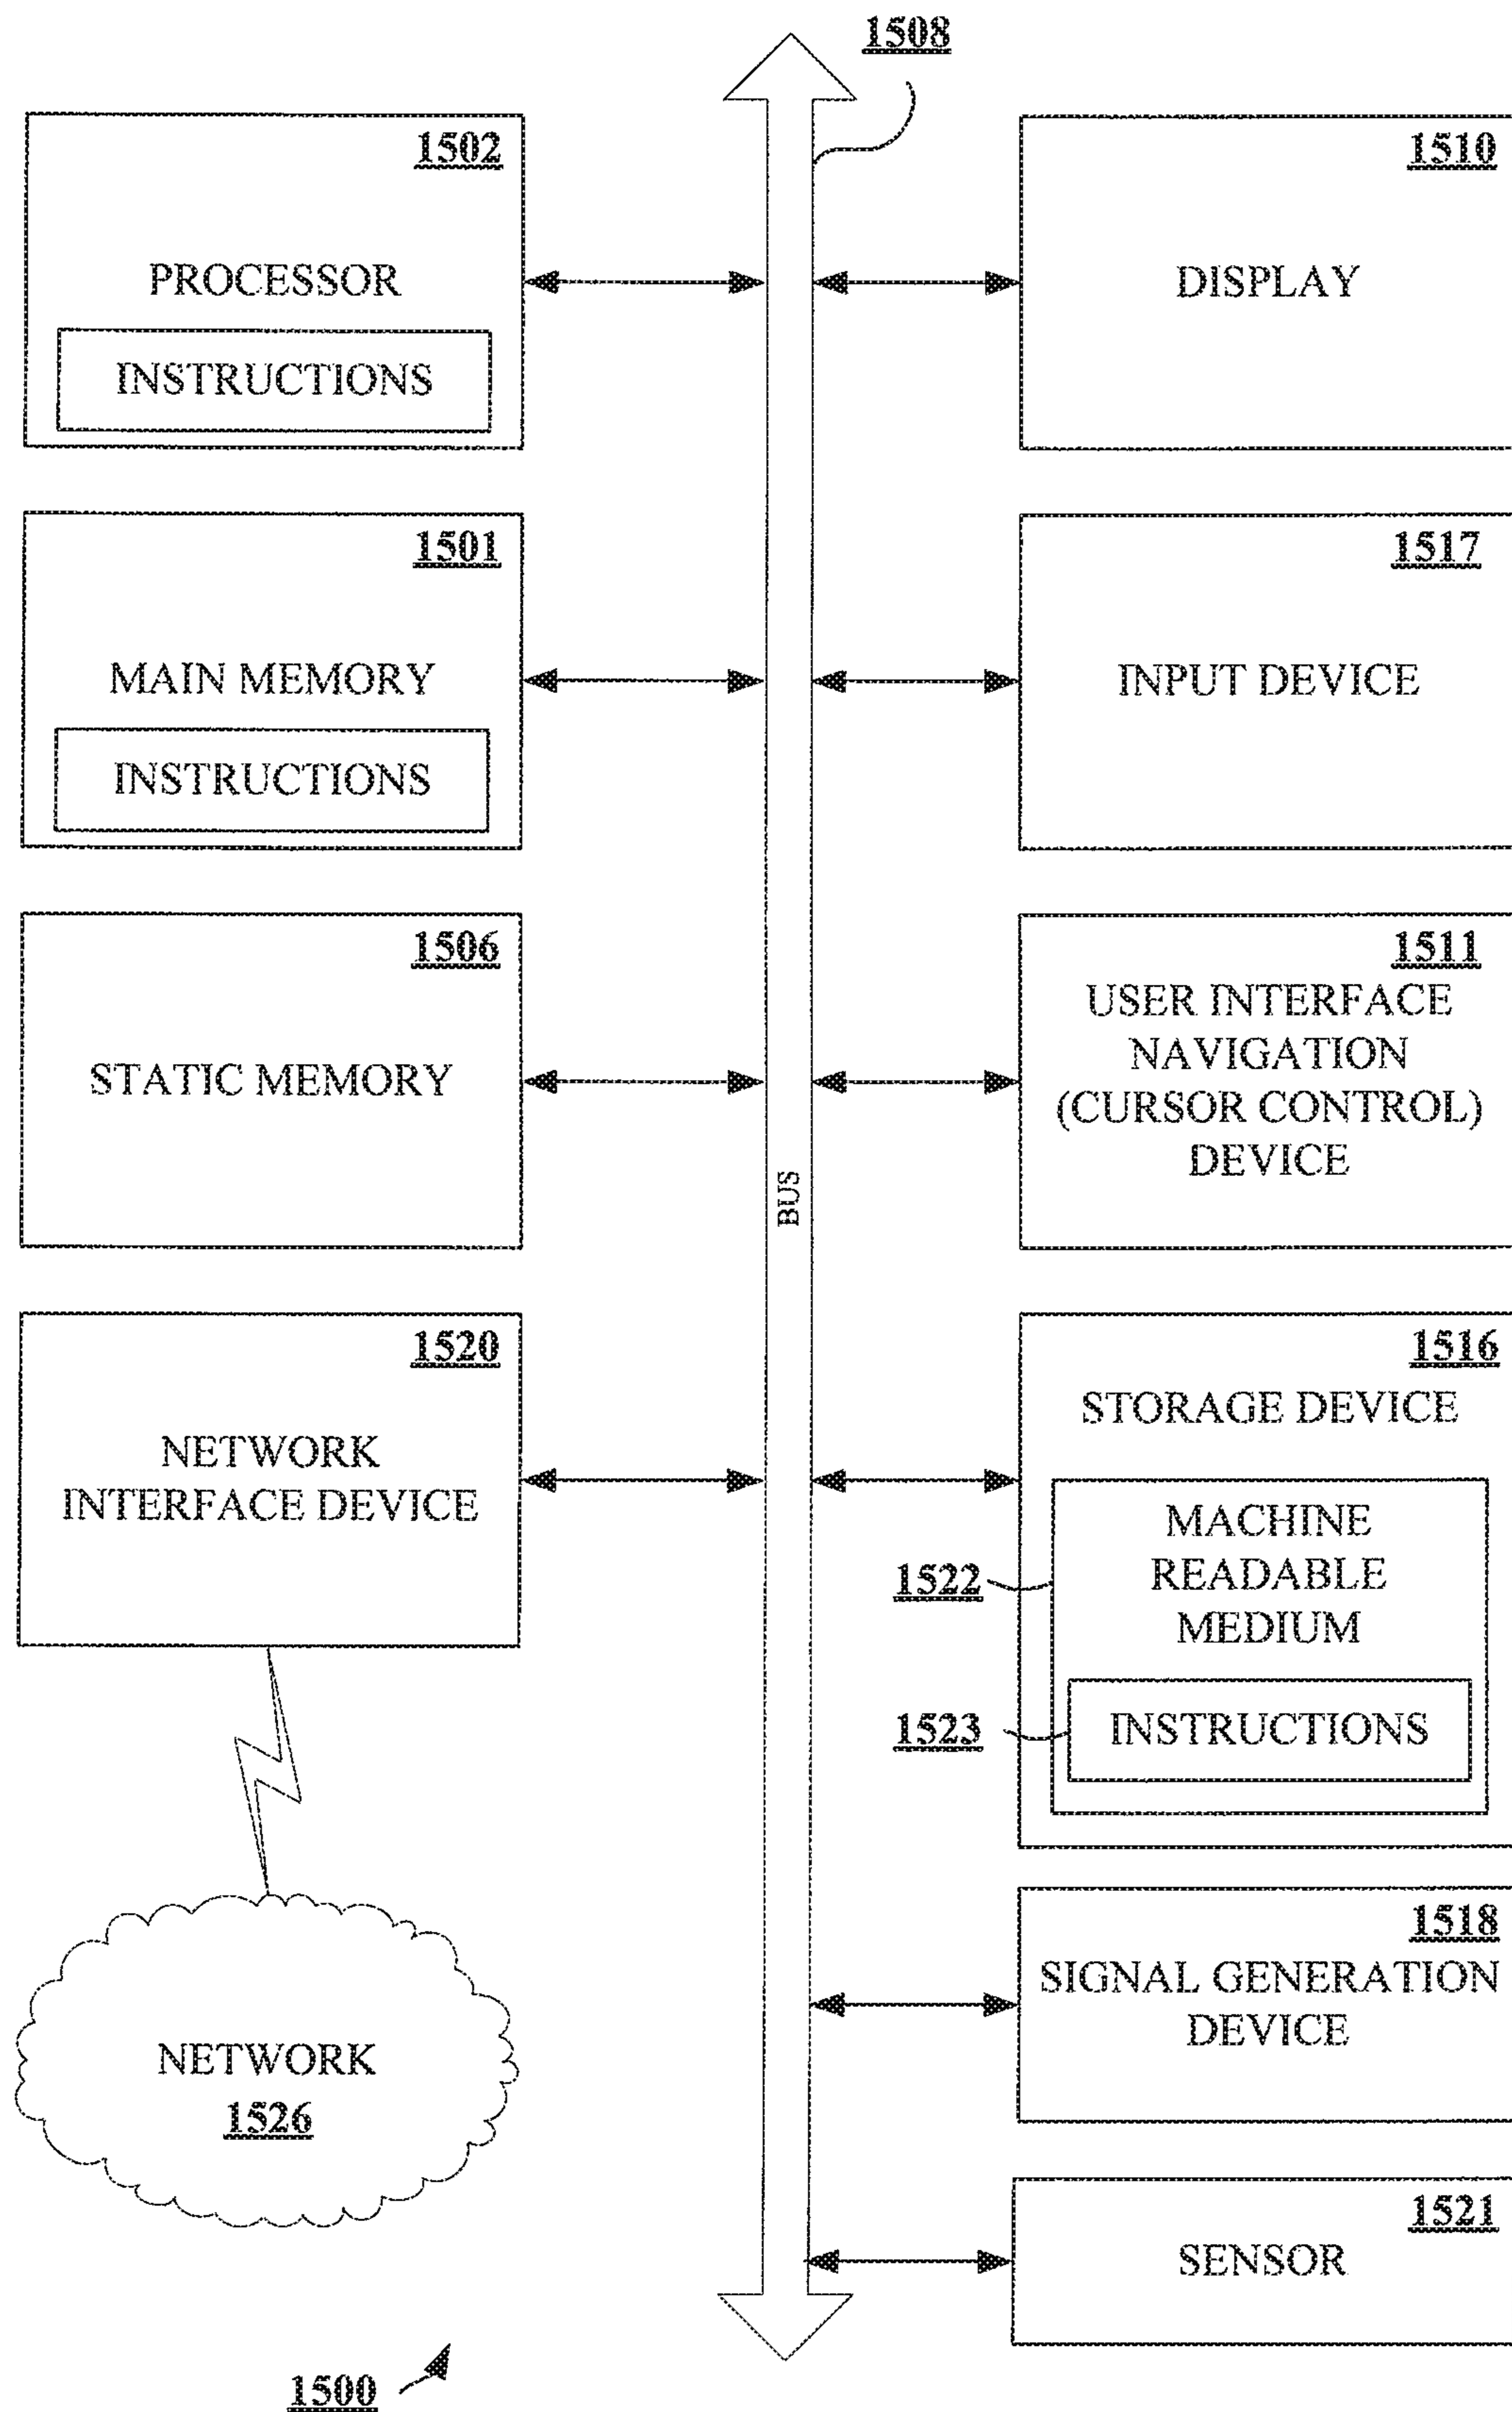 1508
1502
PROCESSOR
INSTRUCTIONS
1510
DISPLAY
1501
MAIN MEMORY
INSTRUCTIONS
1517
INPUT DEVICE
1506
STATIC MEMORY
1511
USER INTERFACE
NAVIGATION
(CURSOR CONTROL)
DEVICE
BUS
1520
NETWORK
INTERFACE DEVICE
1516
STORAGE DEVICE
MACHINE
READABLE
MEDIUM
1522
INSTRUCTIONS
1523
1518
SIGNAL GENERATION
DEVICE
NETWORK
1526
1521
SENSOR
1500